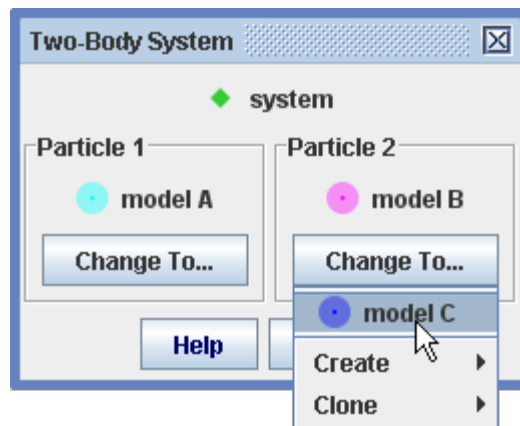 Two-Body System
system
Particle 1
Particle 2
model A
model B
Change To...
Change To...
model C
Help
Create
Clone